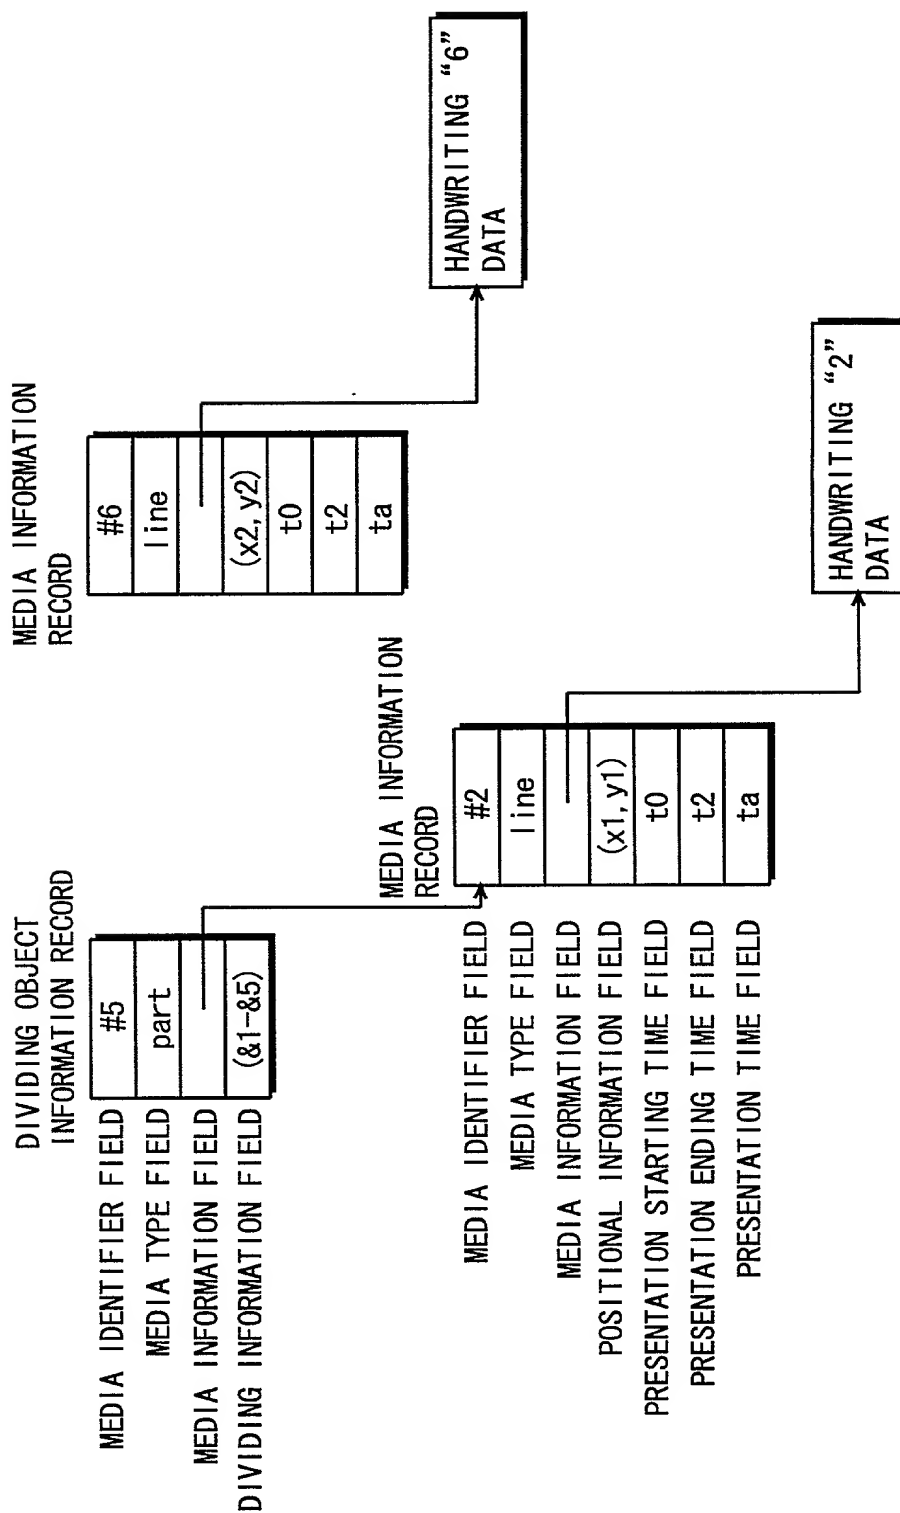 DIVIDING OBJECT
INFORMATION RECORD
MEDIA IDENTIFIER FIELD
#5
MEDIA TYPE FIELD
part
MEDIA INFORMATION FIELD
DIVIDING INFORMATION FIELD
(&1-&5)
MEDIA INFORMATION
RECORD
#6
line
(x2, y2)
t0
t2
ta
HANDWRITING “6”
DATA
MEDIA INFORMATION
RECORD
MEDIA IDENTIFIER FIELD
#2
MEDIA TYPE FIELD
line
MEDIA INFORMATION FIELD
POSITIONAL INFORMATION FIELD
(x1, y1)
PRESENTATION STARTING TIME FIELD
t0
PRESENTATION ENDING TIME FIELD
t2
PRESENTATION TIME FIELD
ta
HANDWRITING “2”
DATA